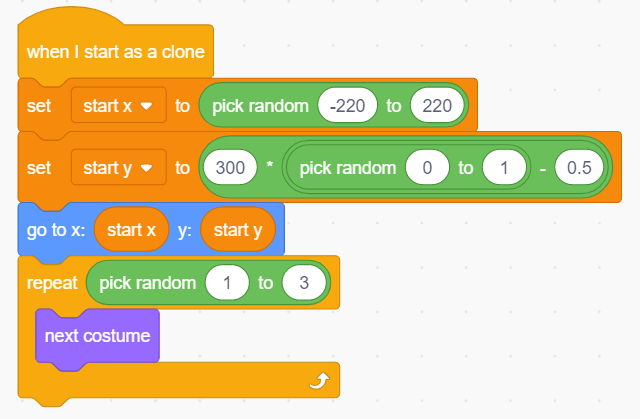 when I start as a clone
set start x to pick random -220 to 220
set start y to 300 * pick random 0 to 1 - 0.5
go to x: start x y: start y
repeat pick random 1 to 3
next costume